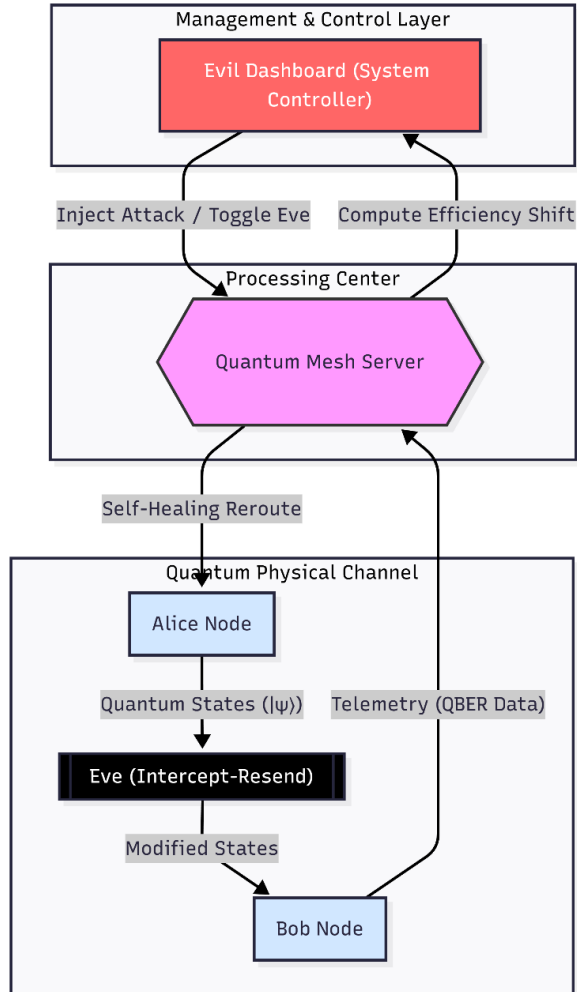 Management & Control Layer
Evil Dashboard (System
Controller)
Inject Attack / Toggle Eve
Compute Efficiency Shift
Processing Center
Quantum Mesh Server
Self-Healing Reroute
Quantum Physical Channel
Alice Node
Quantum States (|ψ⟩)
Telemetry (QBER Data)
Eve (Intercept-Resend)
Modified States
Bob Node